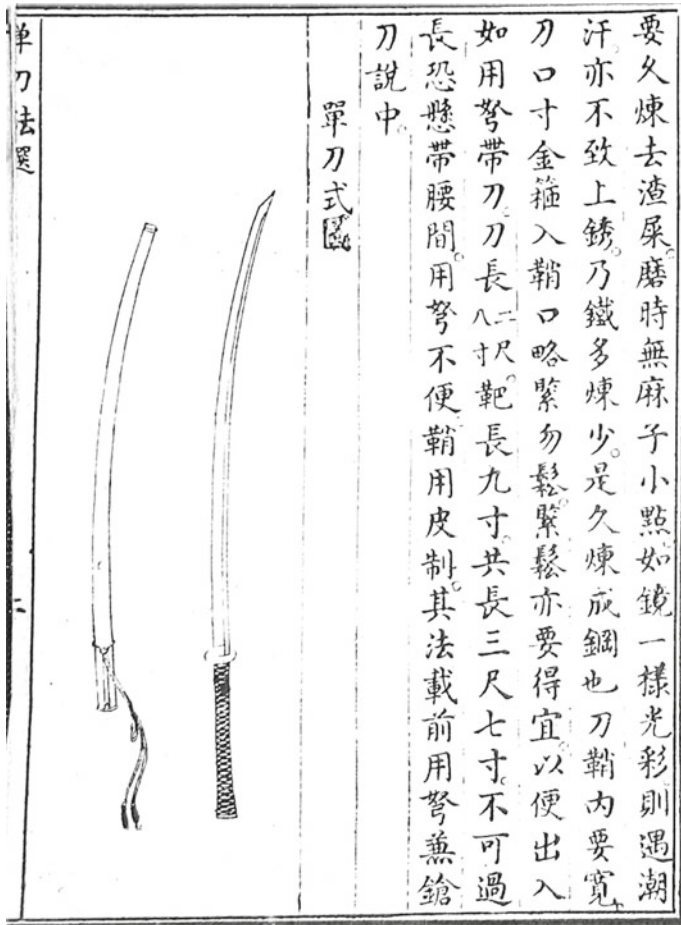 要久煉去渣屎。磨時無麻子小點。如鏡一樣光彩則遇潮
汗。亦不致上銹。乃鐵多煉少。是久煉成鋼也刀鞘內要寬
刀口寸金箍入鞘口略緊勿鬆。緊鬆亦要得宜。以便出入
如用弩帶刀。刀長二尺八寸。靶長九寸。共長三尺七寸。不可過
長恐懸帶腰間。用弩不便鞘用皮制。其法載前用弩兼鎗
刀說中。
單刀式
單刀法選